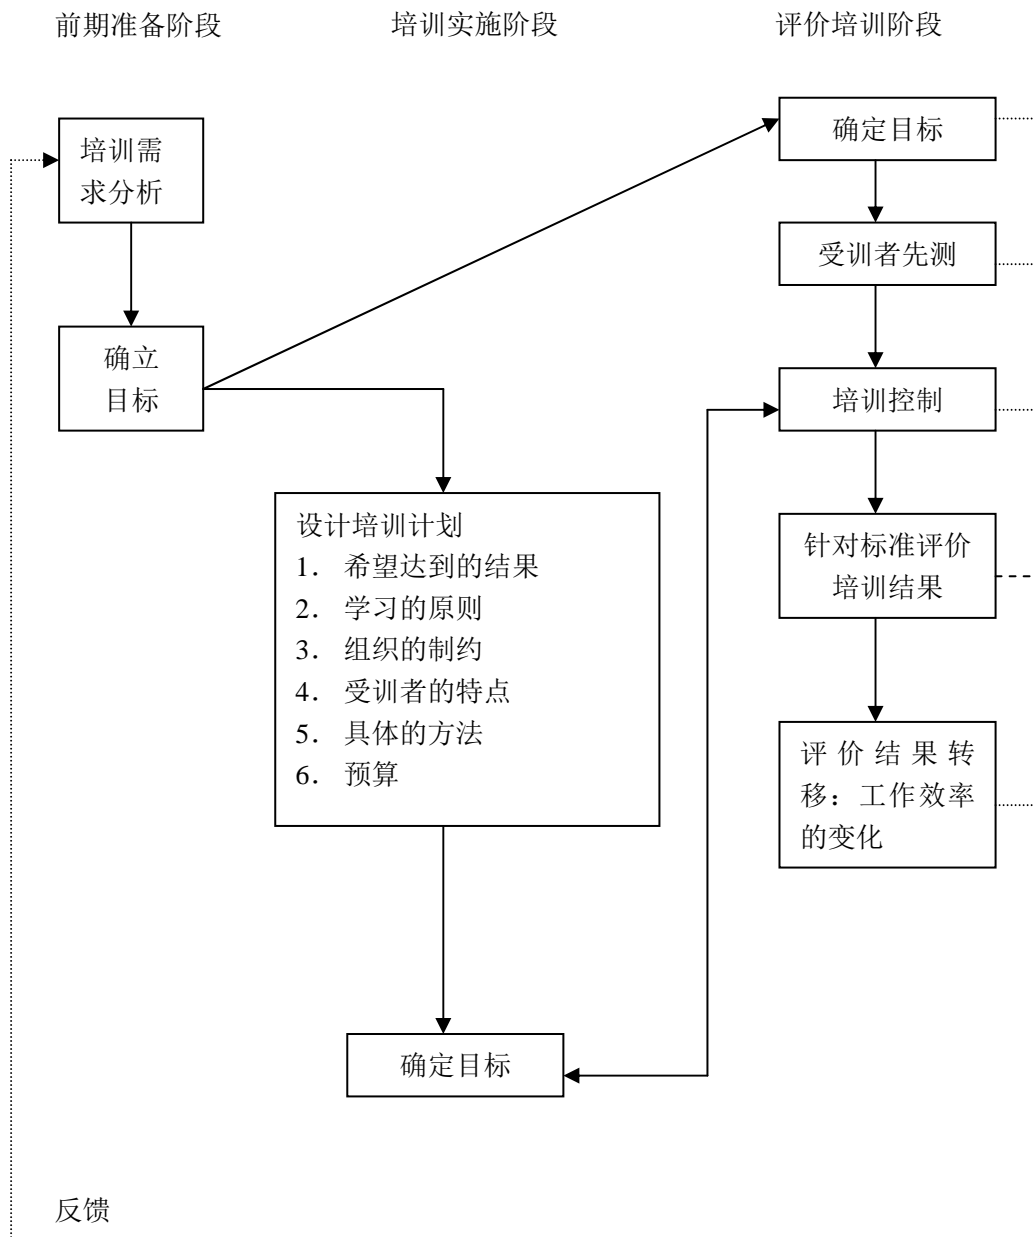 前期准备阶段
培训实施阶段
评价培训阶段
培训需
求分析
确立
目标
设计培训计划
1. 希望达到的结果
2. 学习的原则
3. 组织的制约
4. 受训者的特点
5. 具体的方法
6. 预算
确定目标
确定目标
受训者先测
培训控制
针对标准评价
培训结果
评价结果转
移：工作效率
的变化
反馈